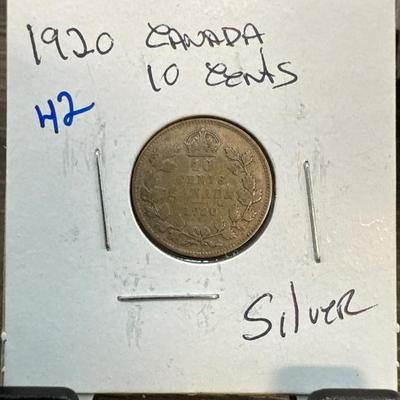 1920 CANADA
10 CENTS
H2
10
CENTS
CANADA
1920
Silver